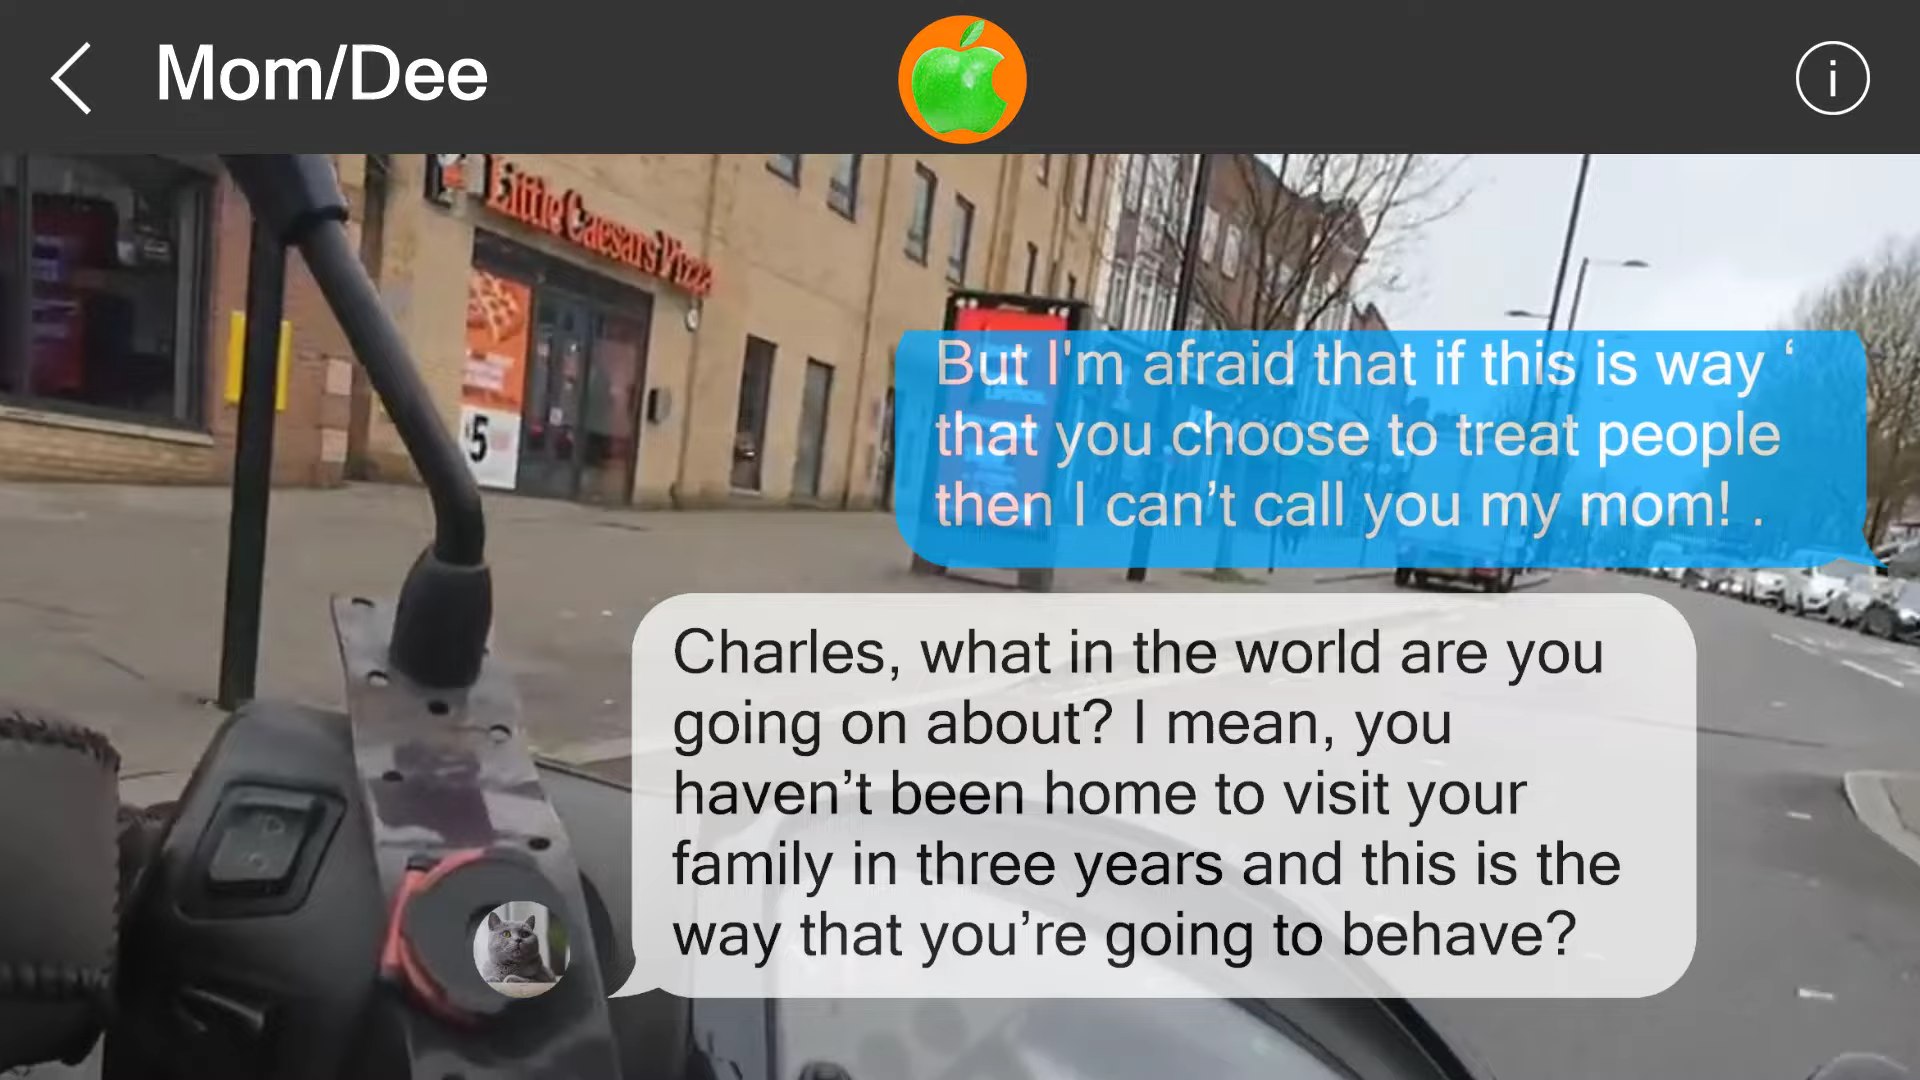 Mom/Dee
i
Little Caesars Pizza
5
But I'm afraid that if this is way ‘
that you choose to treat people
then I can’t call you my mom! .
Charles, what in the world are you
going on about? I mean, you
haven’t been home to visit your
family in three years and this is the
way that you’re going to behave?